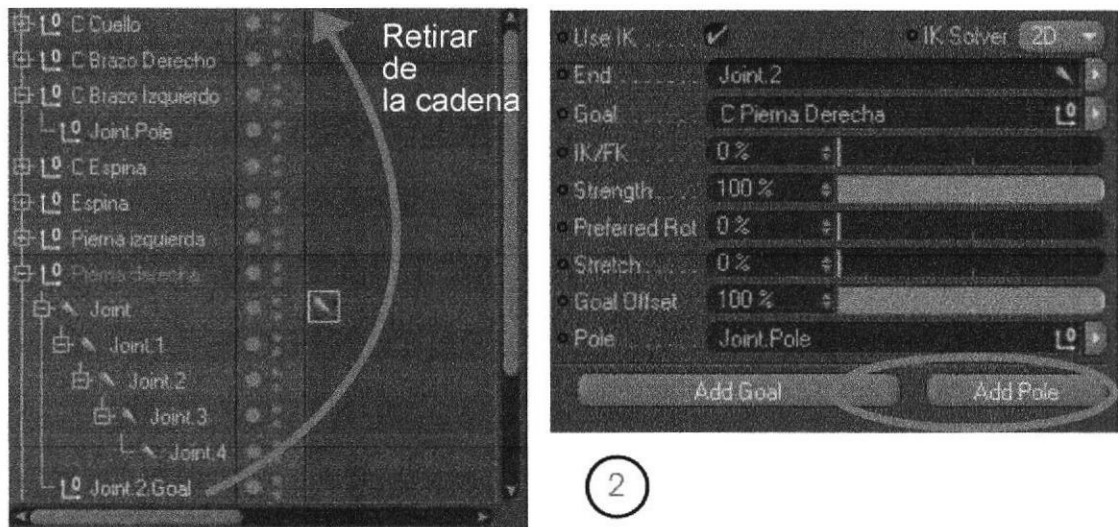 C Cuello
C Brazo Derecho
C Brazo Izquierdo
Joint.Pole
C Espina
Espina
Pierna izquierda
Pierna derecha
Joint
Joint.1
Joint.2
Joint.3
Joint.4
Joint.2.Goal
Retirar
de
la cadena
Use IK
IK Solver 2D
End Joint.2
Goal C Pierna Derecha
IK/FK 0 %
Strength 100 %
Preferred Rot 0 %
Stretch 0 %
Goal Offset 100 %
Pole Joint.Pole
Add Goal Add Pole
2